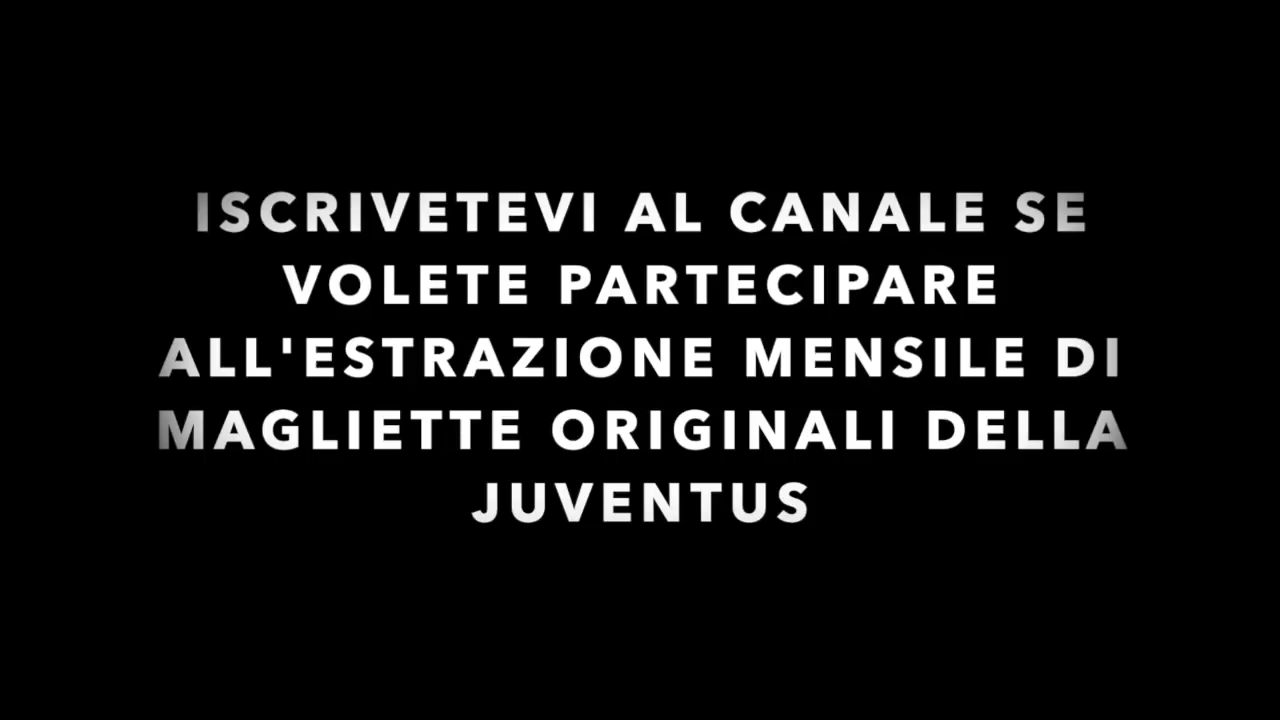 ISCRIVETEVI AL CANALE SE
VOLETE PARTECIPARE
ALL'ESTRAZIONE MENSILE DI
MAGLIETTE ORIGINALI DELLA
JUVENTUS